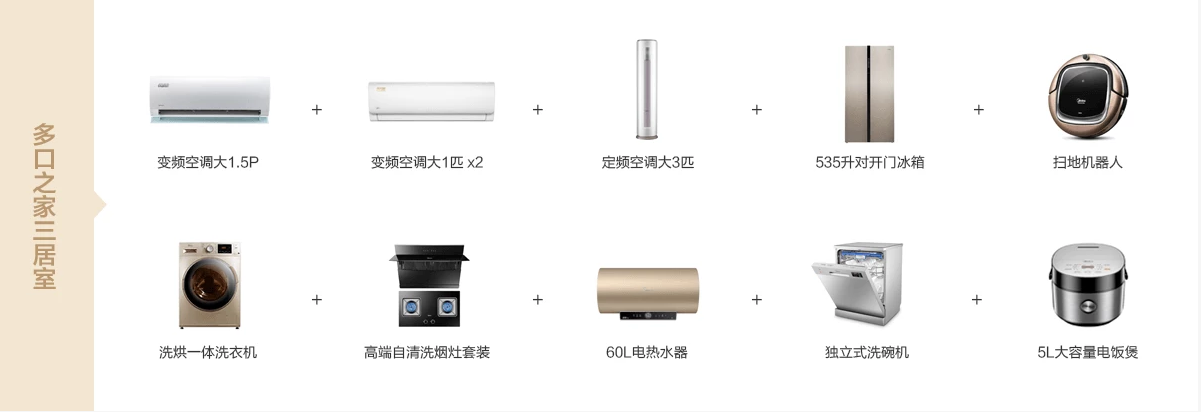 多口之家三居室
+
+
+
+
变频空调大1.5P
变频空调大1匹 x2
定频空调大3匹
535升对开门冰箱
扫地机器人
+
+
+
+
洗烘一体洗衣机
高端自清洗烟灶套装
60L电热水器
独立式洗碗机
5L大容量电饭煲